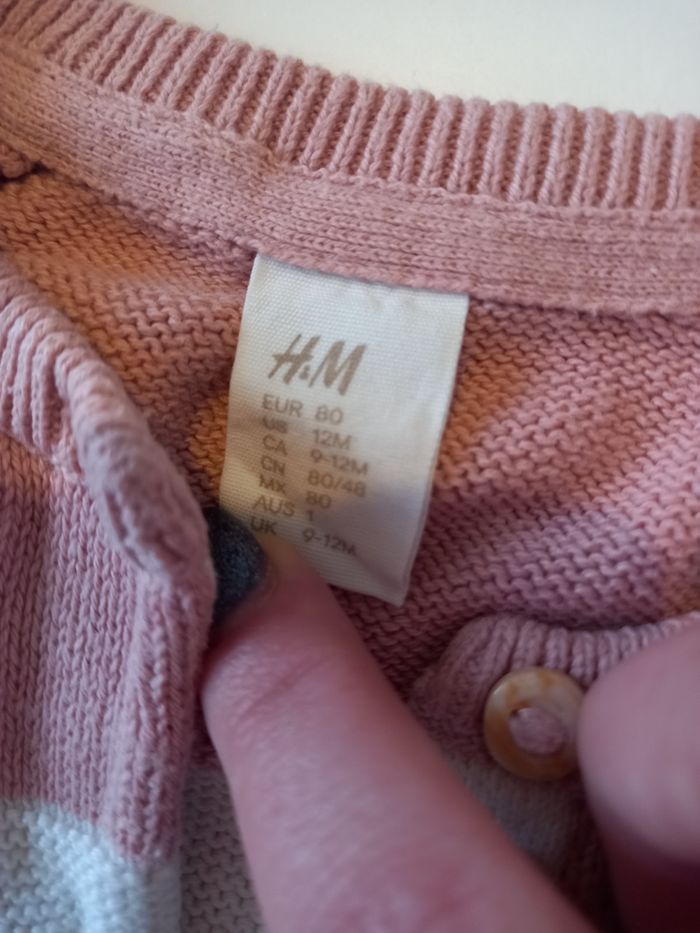 H&M
EUR 80
US 12M
CA 9-12M
CN 80/48
MX 80
AUS 1
UK 9-12M